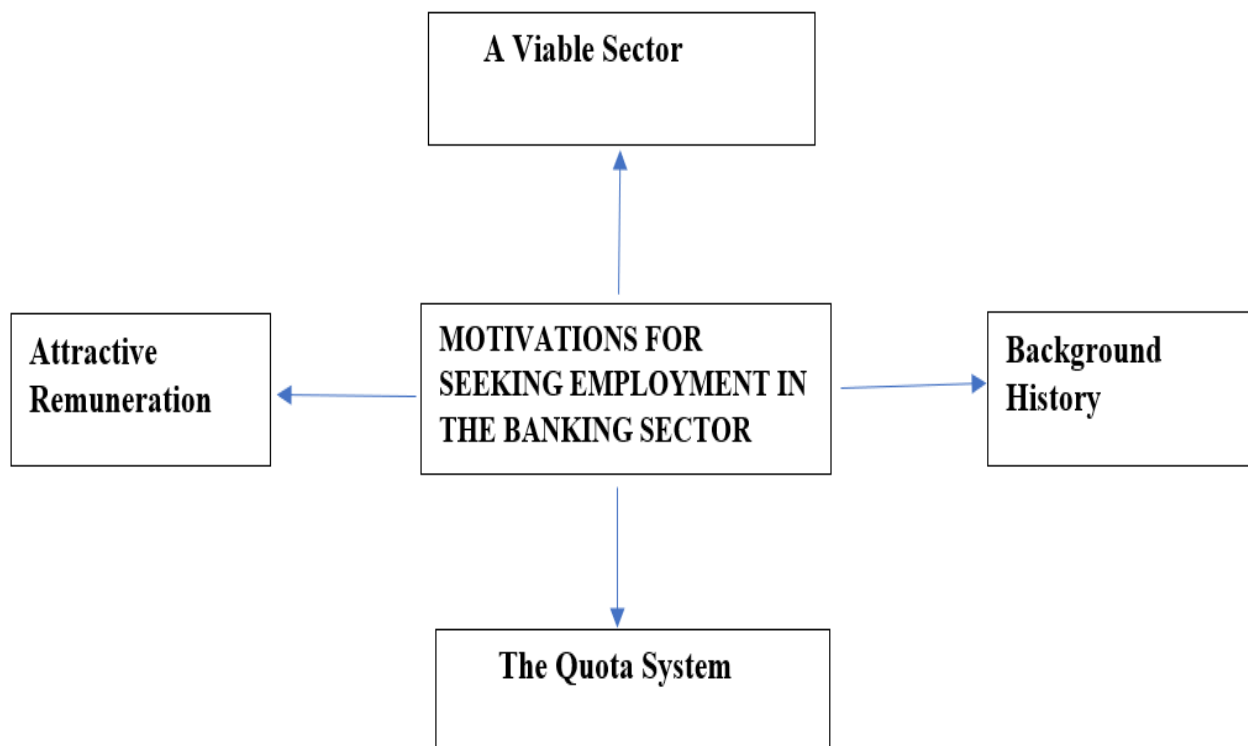 A Viable Sector
Attractive
Remuneration
MOTIVATIONS FOR
SEEKING EMPLOYMENT IN
THE BANKING SECTOR
Background
History
The Quota System